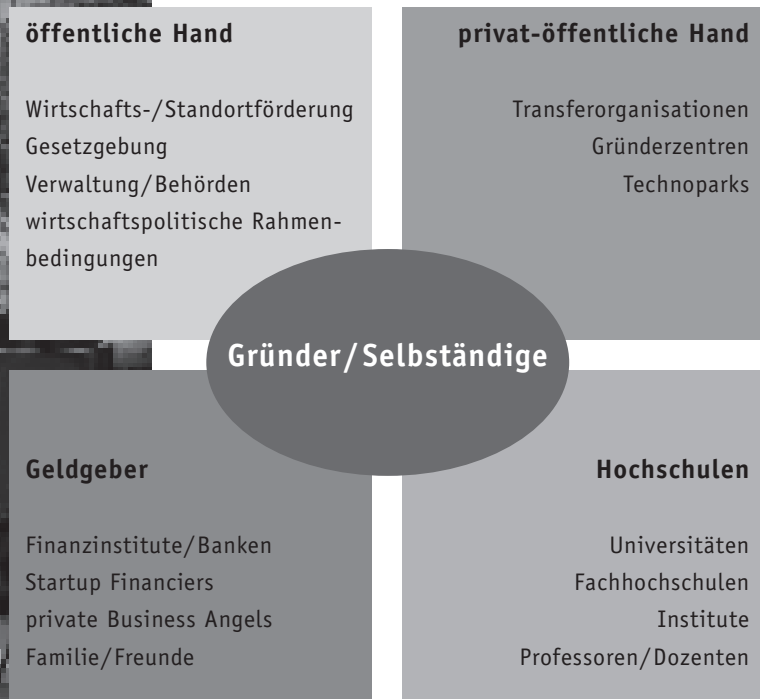 öffentliche Hand
Wirtschafts-/Standortförderung
Gesetzgebung
Verwaltung/Behörden
wirtschaftspolitische Rahmen-
bedingungen
privat-öffentliche Hand
Transferorganisationen
Gründerzentren
Technoparks
Gründer/Selbständige
Geldgeber
Finanzinstitute/Banken
Startup Financiers
private Business Angels
Familie/Freunde
Hochschulen
Universitäten
Fachhochschulen
Institute
Professoren/Dozenten